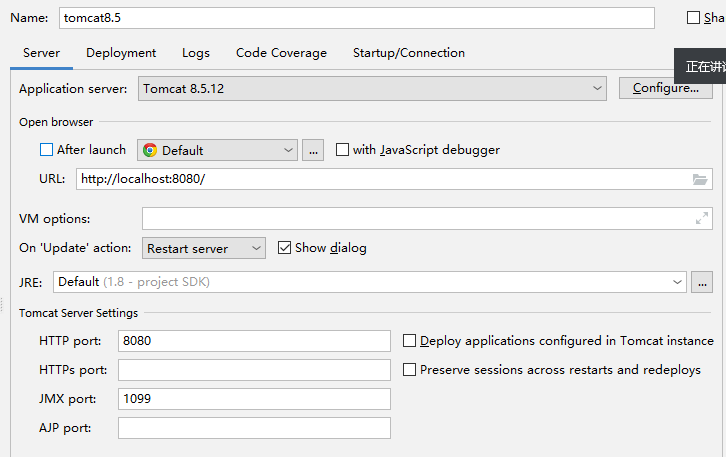 Name: tomcat8.5 Sha
Server Deployment Logs Code Coverage Startup/Connection
正在讲
Application server: Tomcat 8.5.12 Configure...
Open browser
After launch Default ... with JavaScript debugger
URL: http://localhost:8080/
VM options:
On 'Update' action: Restart server Show dialog
JRE: Default (1.8 - project SDK) ...
Tomcat Server Settings
HTTP port: 8080 Deploy applications configured in Tomcat instance
HTTPs port: Preserve sessions across restarts and redeploys
JMX port: 1099
AJP port: